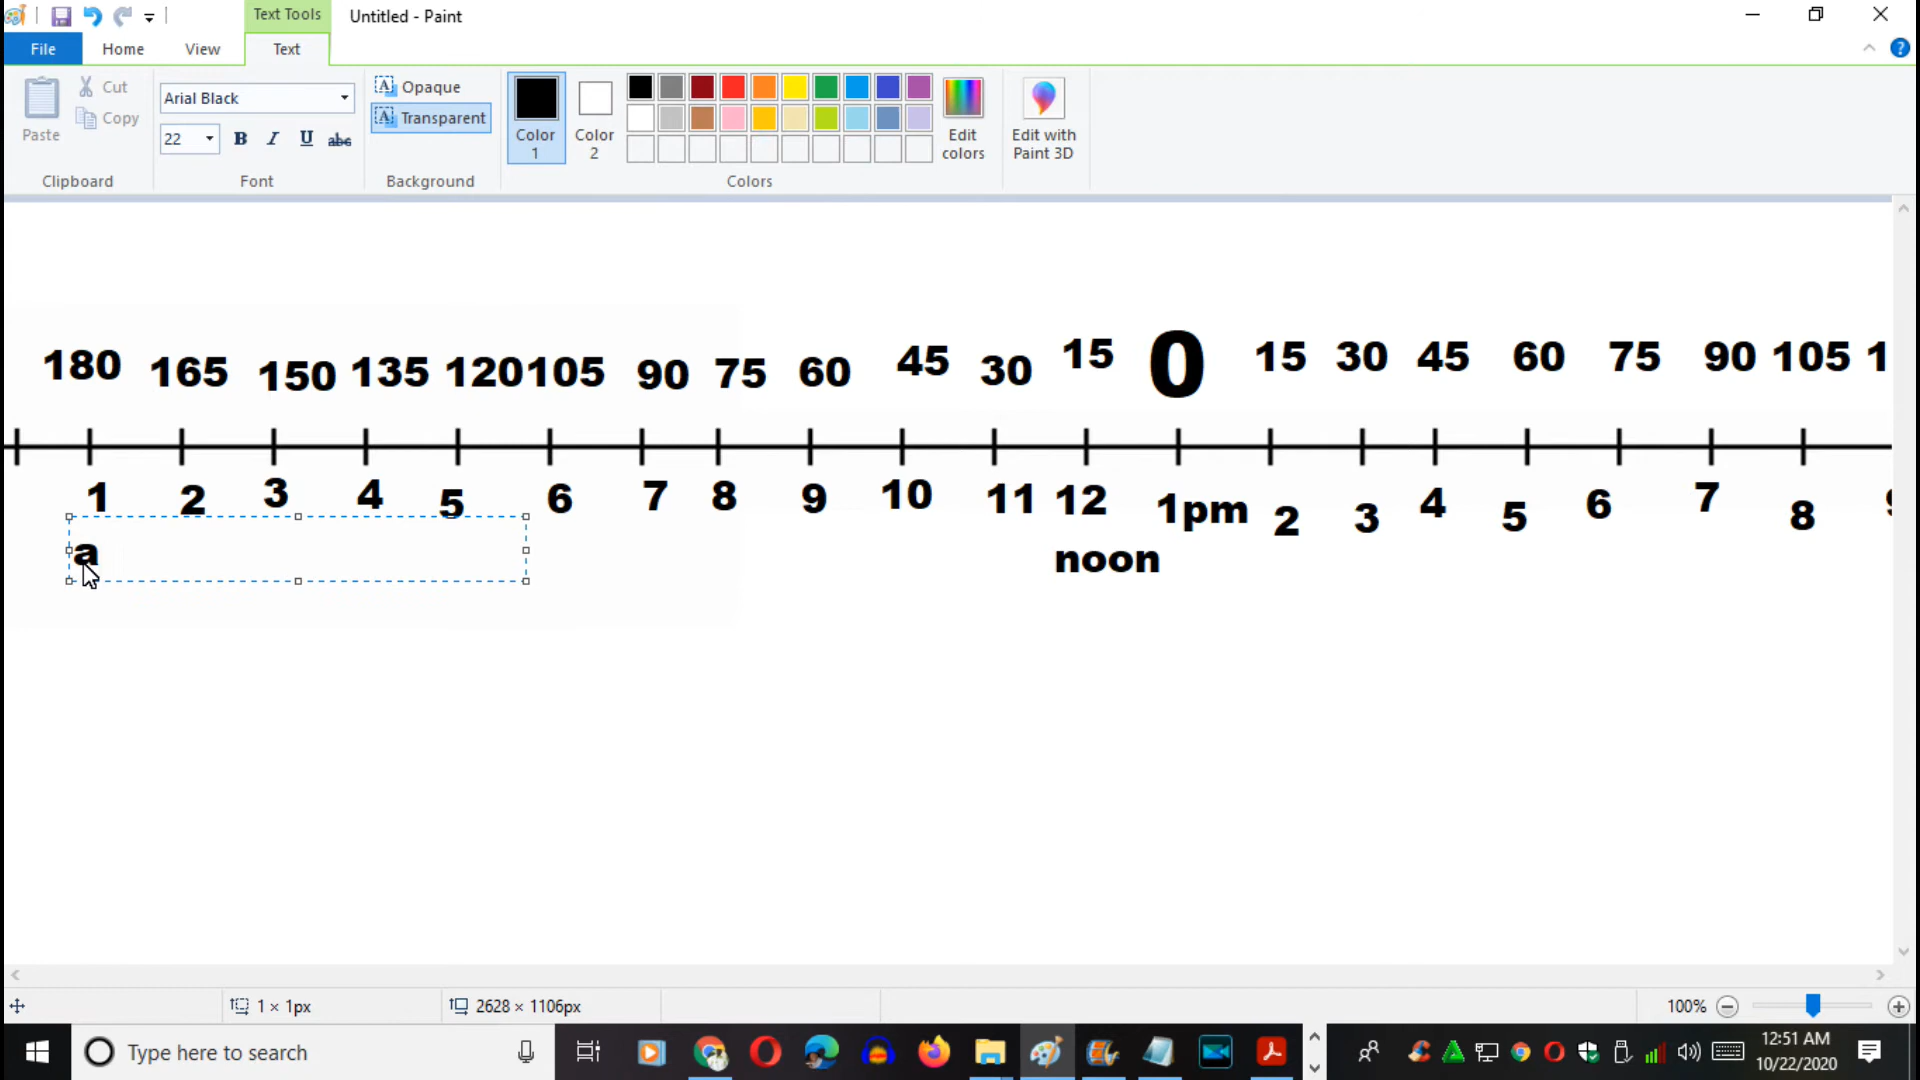 Text Tools
Untitled - Paint
File
Home
View
Text
Paste
Cut
Copy
Clipboard
Arial Black
22
B
I
U
abc
Font
A Opaque
A Transparent
Background
Color
1
Color
2
Edit
colors
Colors
Edit with
Paint 3D
180 165 150 135 120 105 90 75 60 45 30 15 0 15 30 45 60 75 90 105 1
1 2 3 4 5 6 7 8 9 10 11 12 1pm 2 3 4 5 6 7 8
a
noon
1 × 1px
2628 × 1106px
100%
Type here to search
12:51 AM
10/22/2020